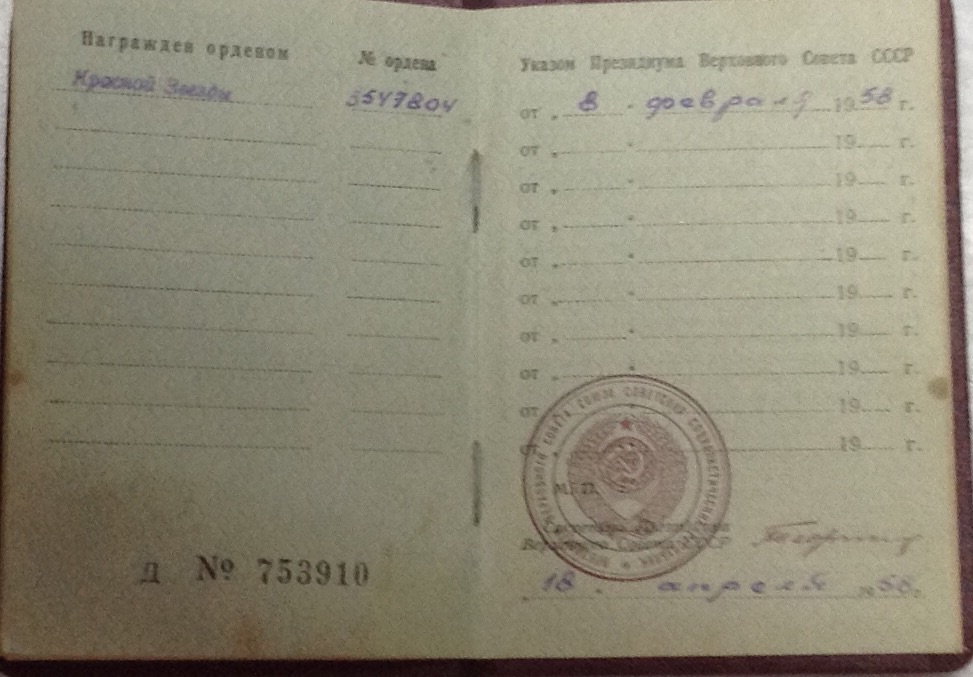 Награжден орденом
№ ордена
Красной Звезды
3547804
Д № 753910
Указом Президиума Верховного Совета СССР
от „ 8 " февраля 1958 г.
от „ " 19 г.
от „ " 19 г.
от „ " 19 г.
от „ " 19 г.
от „ " 19 г.
от „ " 19 г.
от „ " 19 г.
от „ " 19 г.
от „ " 19 г.
М. П.
Секретарь Президиума
Верховного Совета СССР
„ 18 " апреля 1958 г.